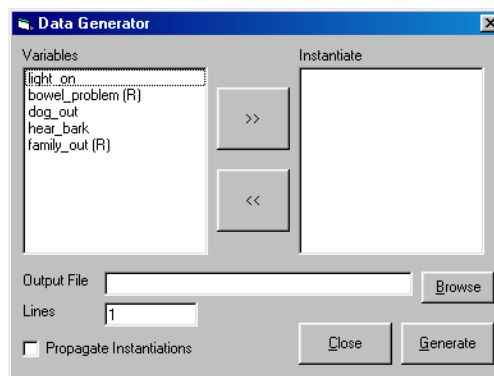 Data Generator
Variables
Instantiate
light_on
bowel_problem (R)
dog_out
hear_bark
family_out (R)
>>
<<
Output File
Browse
Lines
1
Propagate Instantiations
Close
Generate